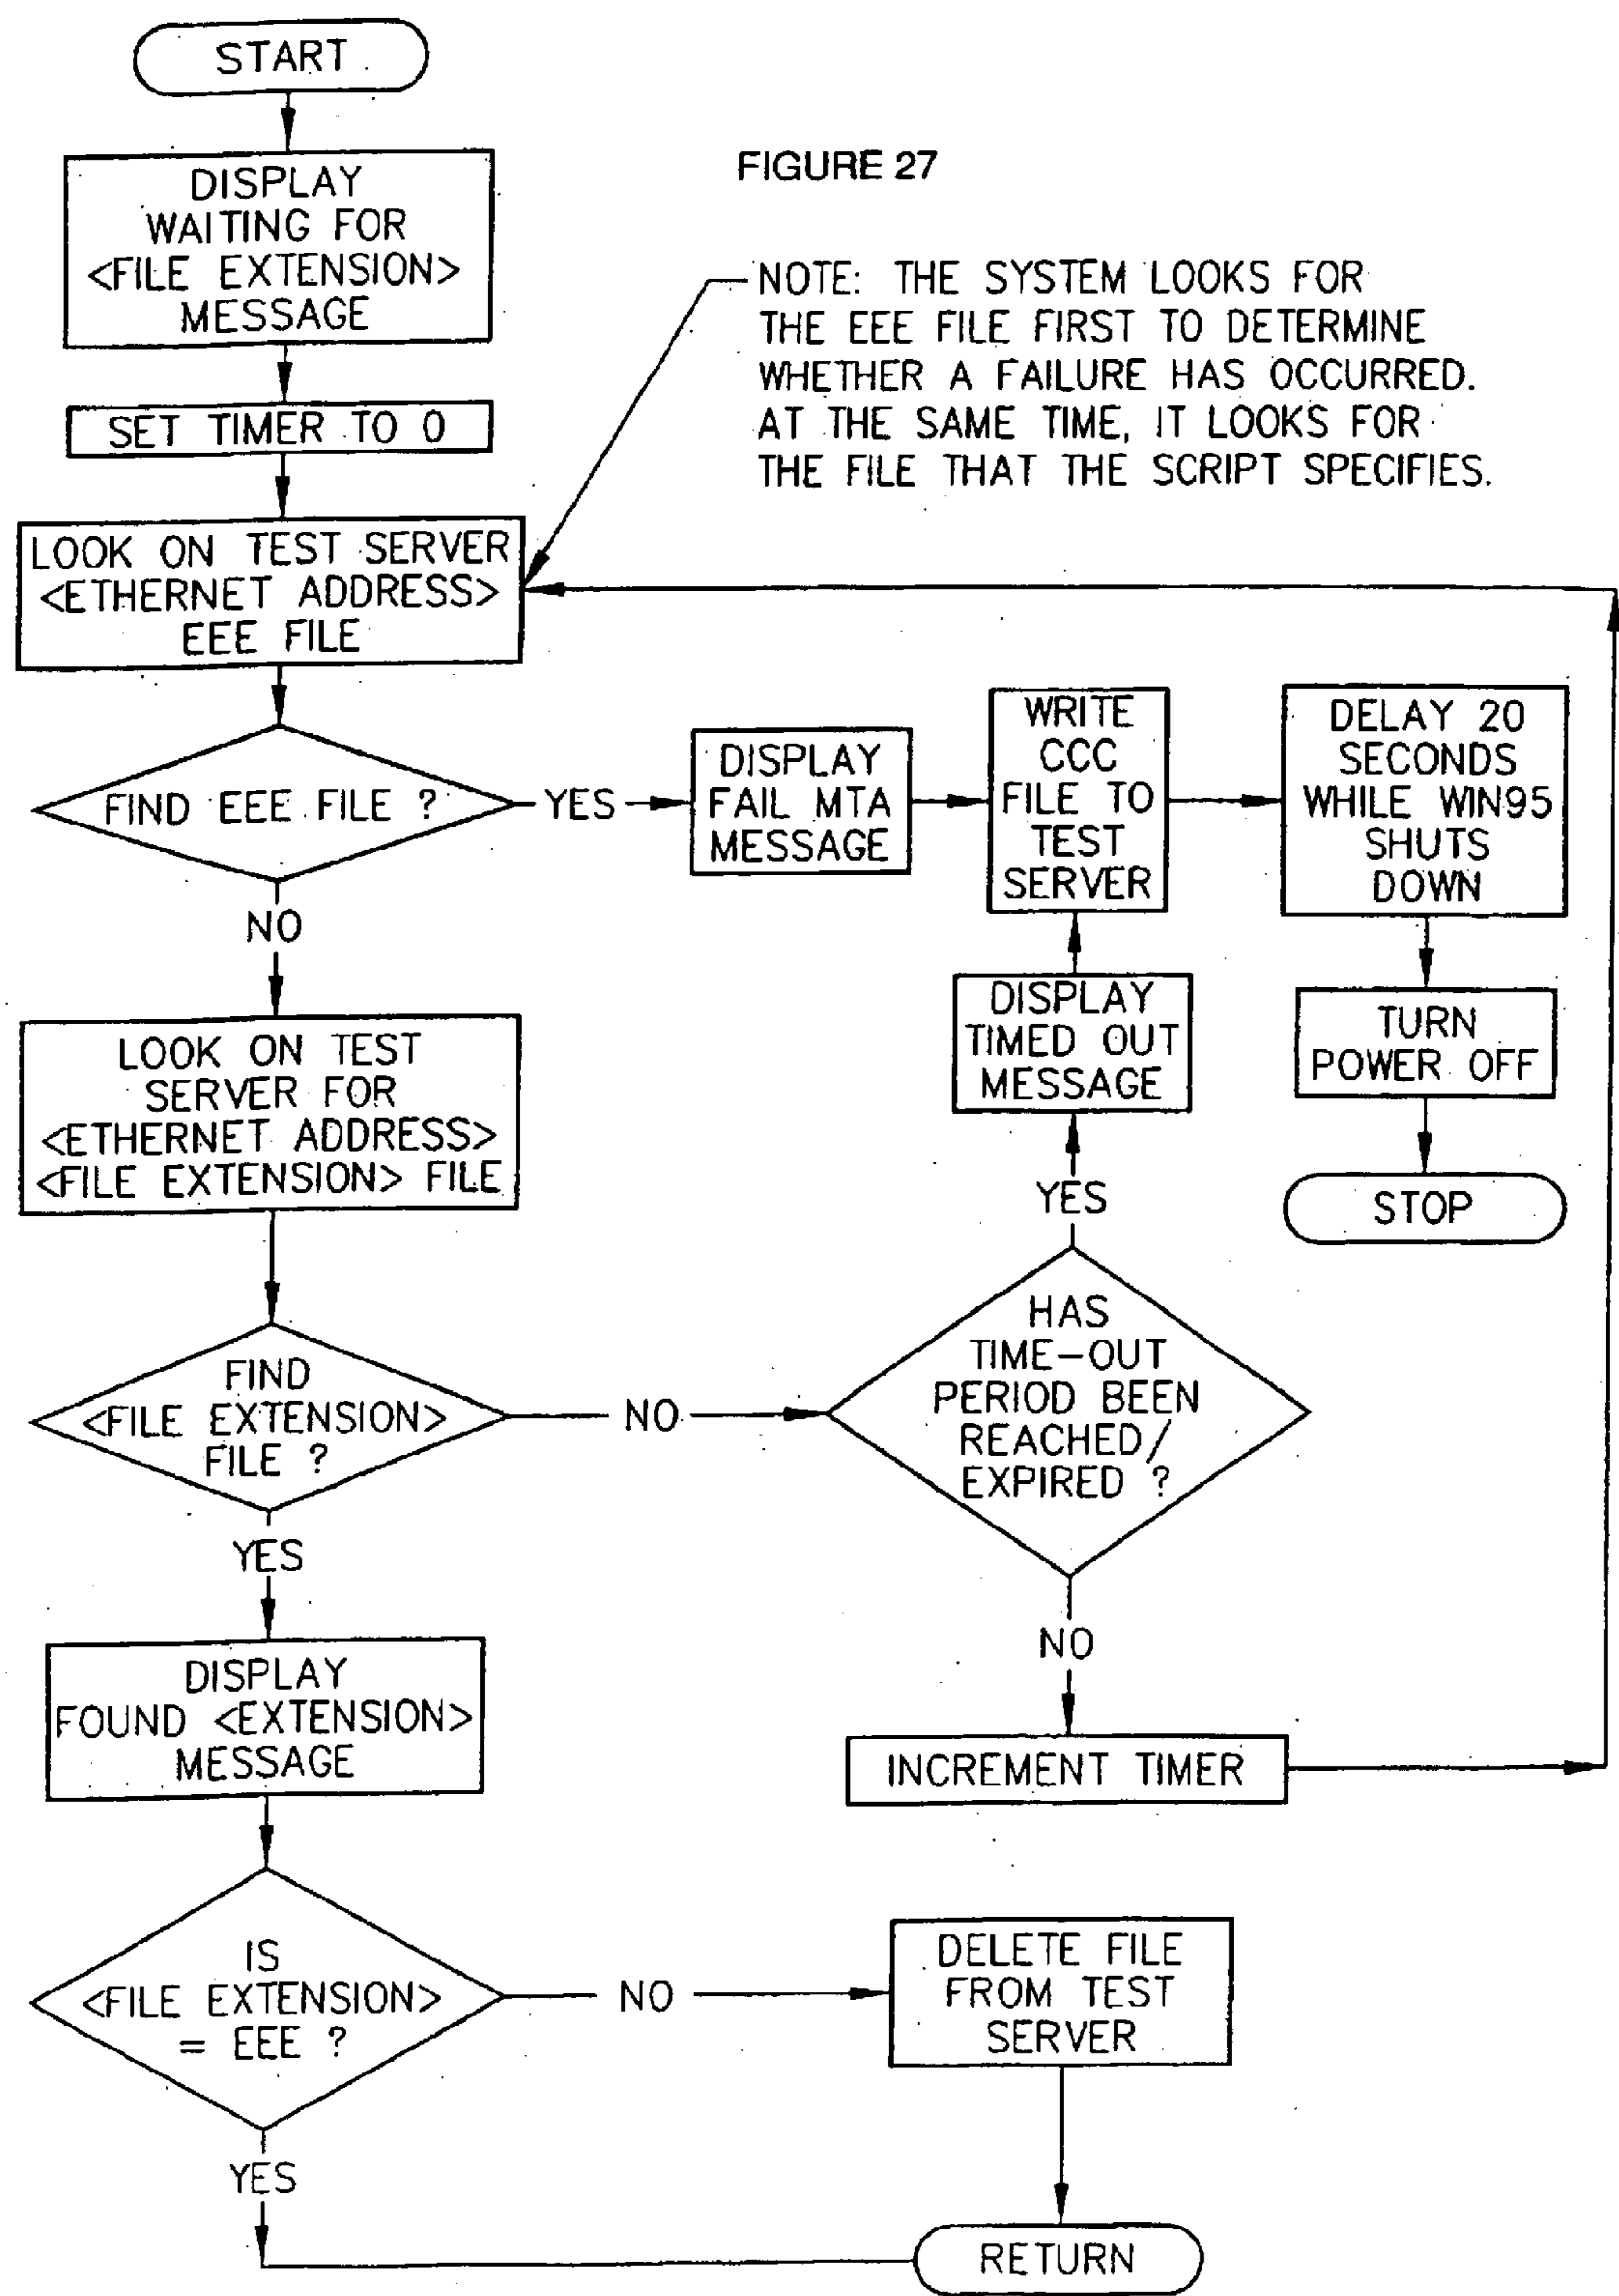 START
FIGURE 27
DISPLAY
WAITING FOR
<FILE EXTENSION>
MESSAGE
NOTE: THE SYSTEM LOOKS FOR
THE EEE FILE FIRST TO DETERMINE
WHETHER A FAILURE HAS OCCURRED.
AT THE SAME TIME, IT LOOKS FOR
THE FILE THAT THE SCRIPT SPECIFIES.
SET TIMER TO 0
LOOK ON TEST SERVER
<ETHERNET ADDRESS>
EEE FILE
FIND EEE FILE ?
YES
DISPLAY
FAIL MTA
MESSAGE
WRITE
CCC
FILE TO
TEST
SERVER
DELAY 20
SECONDS
WHILE WIN95
SHUTS
DOWN
NO
DISPLAY
TIMED OUT
MESSAGE
TURN
POWER OFF
LOOK ON TEST
SERVER FOR
<ETHERNET ADDRESS>
<FILE EXTENSION> FILE
YES
STOP
FIND
<FILE EXTENSION>
FILE ?
NO
HAS
TIME-OUT
PERIOD BEEN
REACHED/
EXPIRED ?
YES
NO
DISPLAY
FOUND <EXTENSION>
MESSAGE
INCREMENT TIMER
IS
<FILE EXTENSION>
= EEE ?
NO
DELETE FILE
FROM TEST
SERVER
YES
RETURN